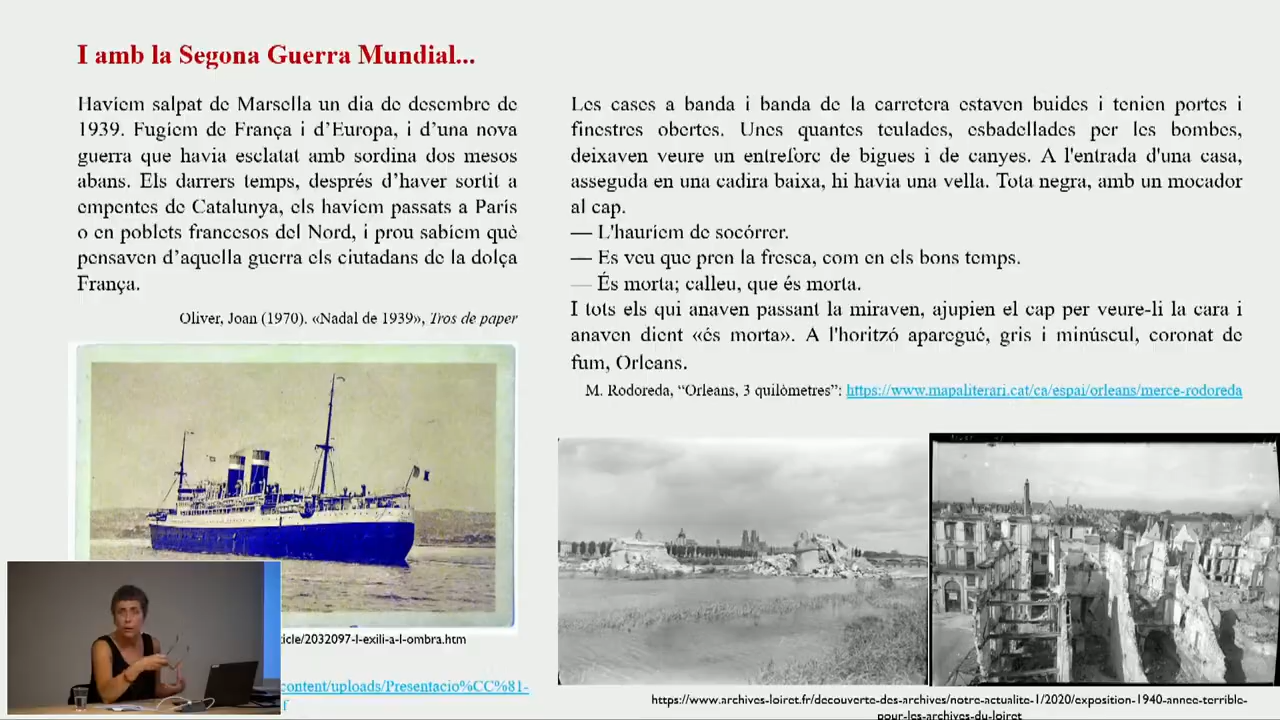 I amb la Segona Guerra Mundial...
Havíem salpat de Marsella un dia de desembre de
1939. Fugíem de França i d’Europa, i d’una nova
guerra que havia esclatat amb sordina dos mesos
abans. Els darrers temps, després d’haver sortit a
empentes de Catalunya, els havíem passats a París
o en poblets francesos del Nord, i prou sabíem què
pensaven d’aquella guerra els ciutadans de la dolça
França.
Oliver, Joan (1970). «Nadal de 1939», Tros de paper
icle/2032097-l-exili-a-l-ombra.htm
content/uploads/Presentacio%CC%81-
f
Les cases a banda i banda de la carretera estaven buides i tenien portes i
finestres obertes. Unes quantes teulades, esbadellades per les bombes,
deixaven veure un entreforc de bigues i de canyes. A l'entrada d'una casa,
asseguda en una cadira baixa, hi havia una vella. Tota negra, amb un mocador
al cap.
— L'hauríem de socórrer.
— Es veu que pren la fresca, com en els bons temps.
— És morta; calleu, que és morta.
I tots els qui anaven passant la miraven, ajupien el cap per veure-li la cara i
anaven dient «és morta». A l'horitzó aparegué, gris i minúscul, coronat de
fum, Orleans.
M. Rodoreda, “Orleans, 3 quilòmetres”: https://www.mapaliterari.cat/ca/espai/orleans/merce-rodoreda
https://www.archives-loiret.fr/decouverte-des-archives/notre-actualite-1/2020/exposition-1940-annee-terrible-
pour-les-archives-du-loiret